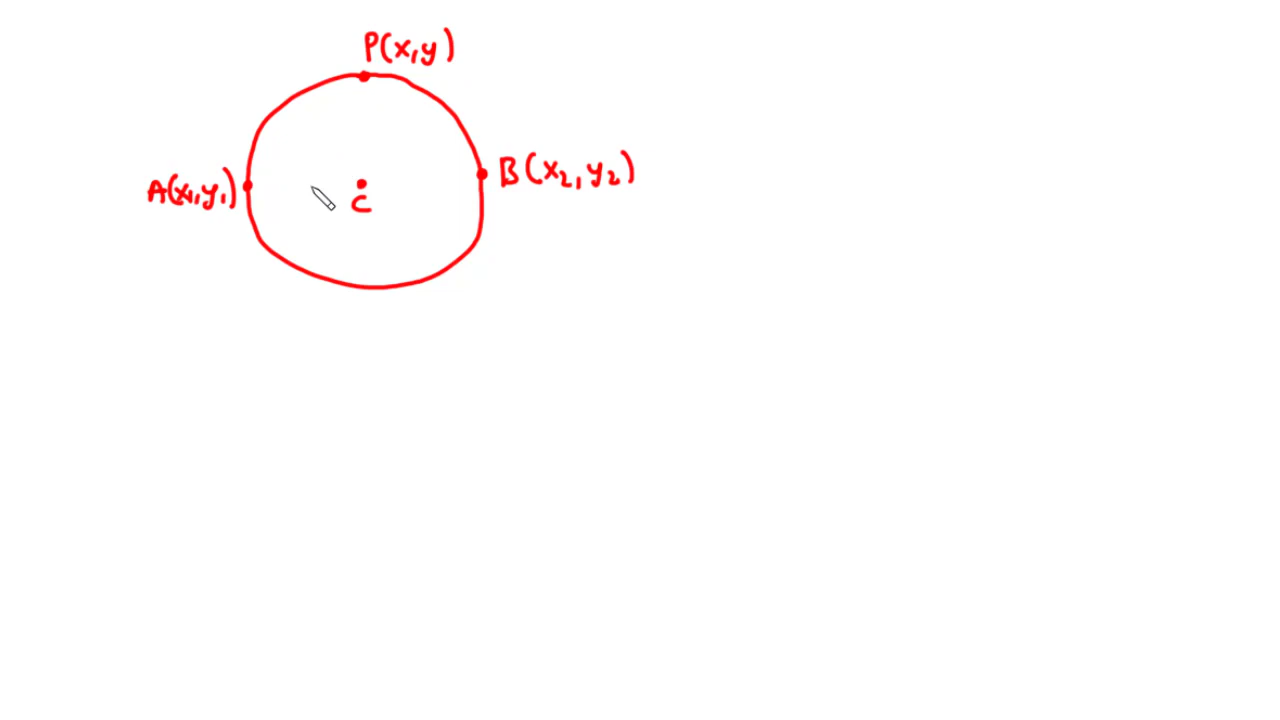 P(x,y)
B(x₂,y₂)
A(x₁,y₁)
C